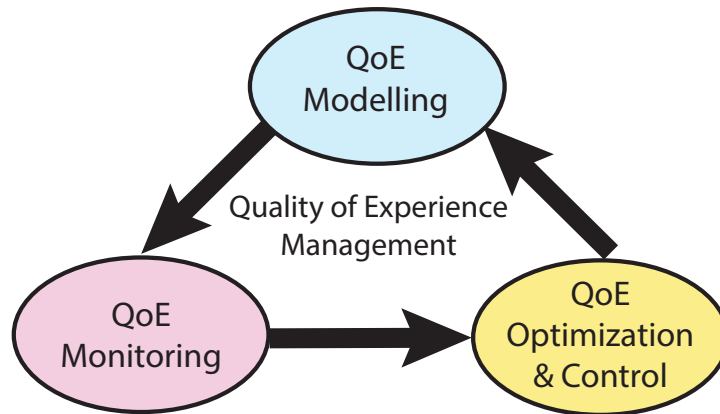 QoE
Modelling
Quality of Experience
Management
QoE
Monitoring
QoE
Optimization
& Control